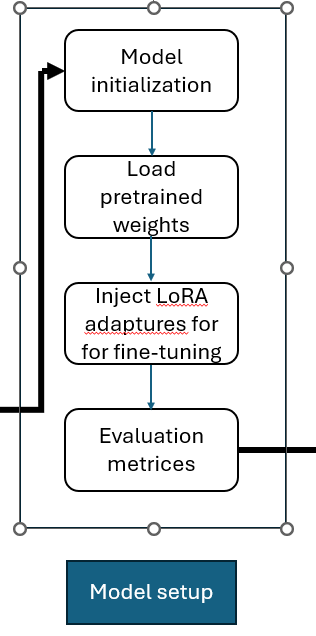 Model
initialization
Load
pretrained
weights
Inject LoRA
adaptures for
for fine-tuning
Evaluation
metrices
Model setup